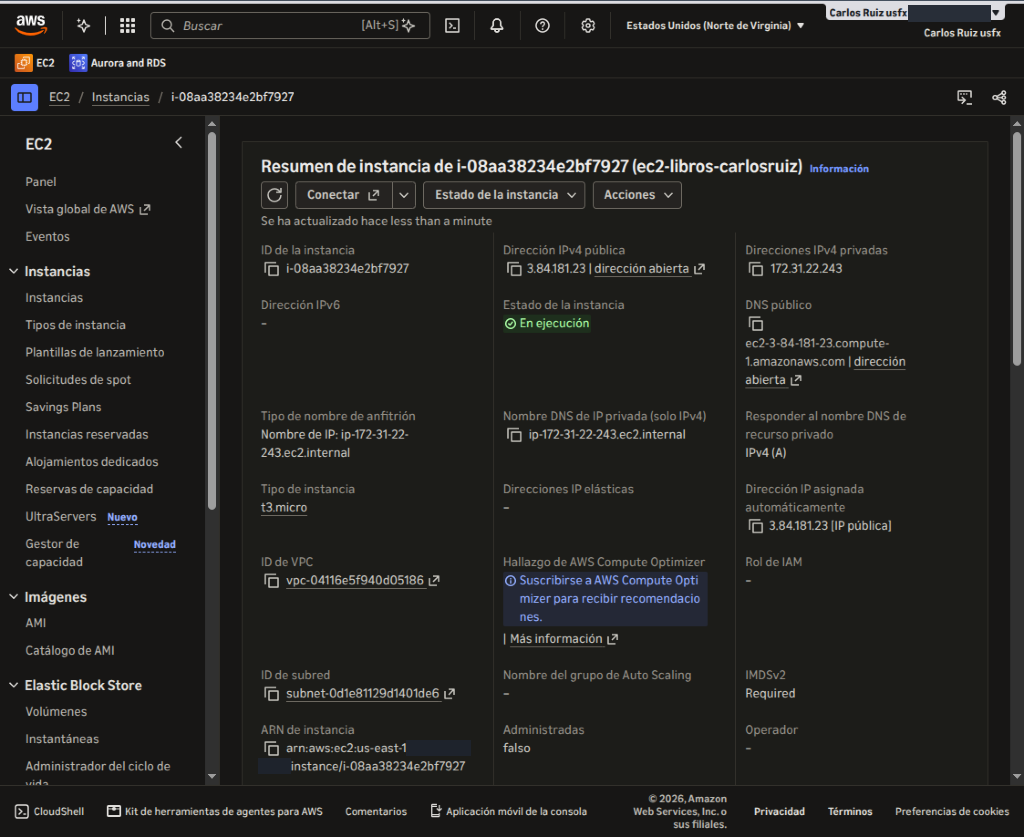 aws
Buscar [Alt+S]
Estados Unidos (Norte de Virginia)
Carlos Ruiz usfx
Carlos Ruiz usfx
EC2 Aurora and RDS
EC2 / Instancias / i-08aa38234e2bf7927
EC2
Panel
Vista global de AWS
Eventos
Instancias
Instancias
Tipos de instancia
Plantillas de lanzamiento
Solicitudes de spot
Savings Plans
Instancias reservadas
Alojamientos dedicados
Reservas de capacidad
UltraServers Nuevo
Gestor de Novedad
capacidad
Imágenes
AMI
Catálogo de AMI
Elastic Block Store
Volúmenes
Instantáneas
Administrador del ciclo de
vida
Resumen de instancia de i-08aa38234e2bf7927 (ec2-libros-carlosruiz) Información
Conectar Estado de la instancia Acciones
Se ha actualizado hace less than a minute
ID de la instancia
i-08aa38234e2bf7927
Dirección IPv4 pública
3.84.181.23 | dirección abierta
Direcciones IPv4 privadas
172.31.22.243
Dirección IPv6
–
Estado de la instancia
En ejecución
DNS público
ec2-3-84-181-23.compute-
1.amazonaws.com | dirección
abierta
Tipo de nombre de anfitrión
Nombre de IP: ip-172-31-22-
243.ec2.internal
Nombre DNS de IP privada (solo IPv4)
ip-172-31-22-243.ec2.internal
Responder al nombre DNS de
recurso privado
IPv4 (A)
Tipo de instancia
t3.micro
Direcciones IP elásticas
–
Dirección IP asignada
automáticamente
3.84.181.23 [IP pública]
ID de VPC
vpc-04116e5f940d05186
Hallazgo de AWS Compute Optimizer
Suscribirse a AWS Compute Opti
mizer para recibir recomendacio
nes.
| Más información
Rol de IAM
–
ID de subred
subnet-0d1e81129d1401de6
Nombre del grupo de Auto Scaling
–
IMDSv2
Required
ARN de instancia
arn:aws:ec2:us-east-1
instance/i-08aa38234e2bf7927
Administradas
falso
Operador
–
CloudShell Kit de herramientas de agentes para AWS Comentarios Aplicación móvil de la consola
© 2026, Amazon
Web Services, Inc. o
sus filiales.
Privacidad Términos Preferencias de cookies